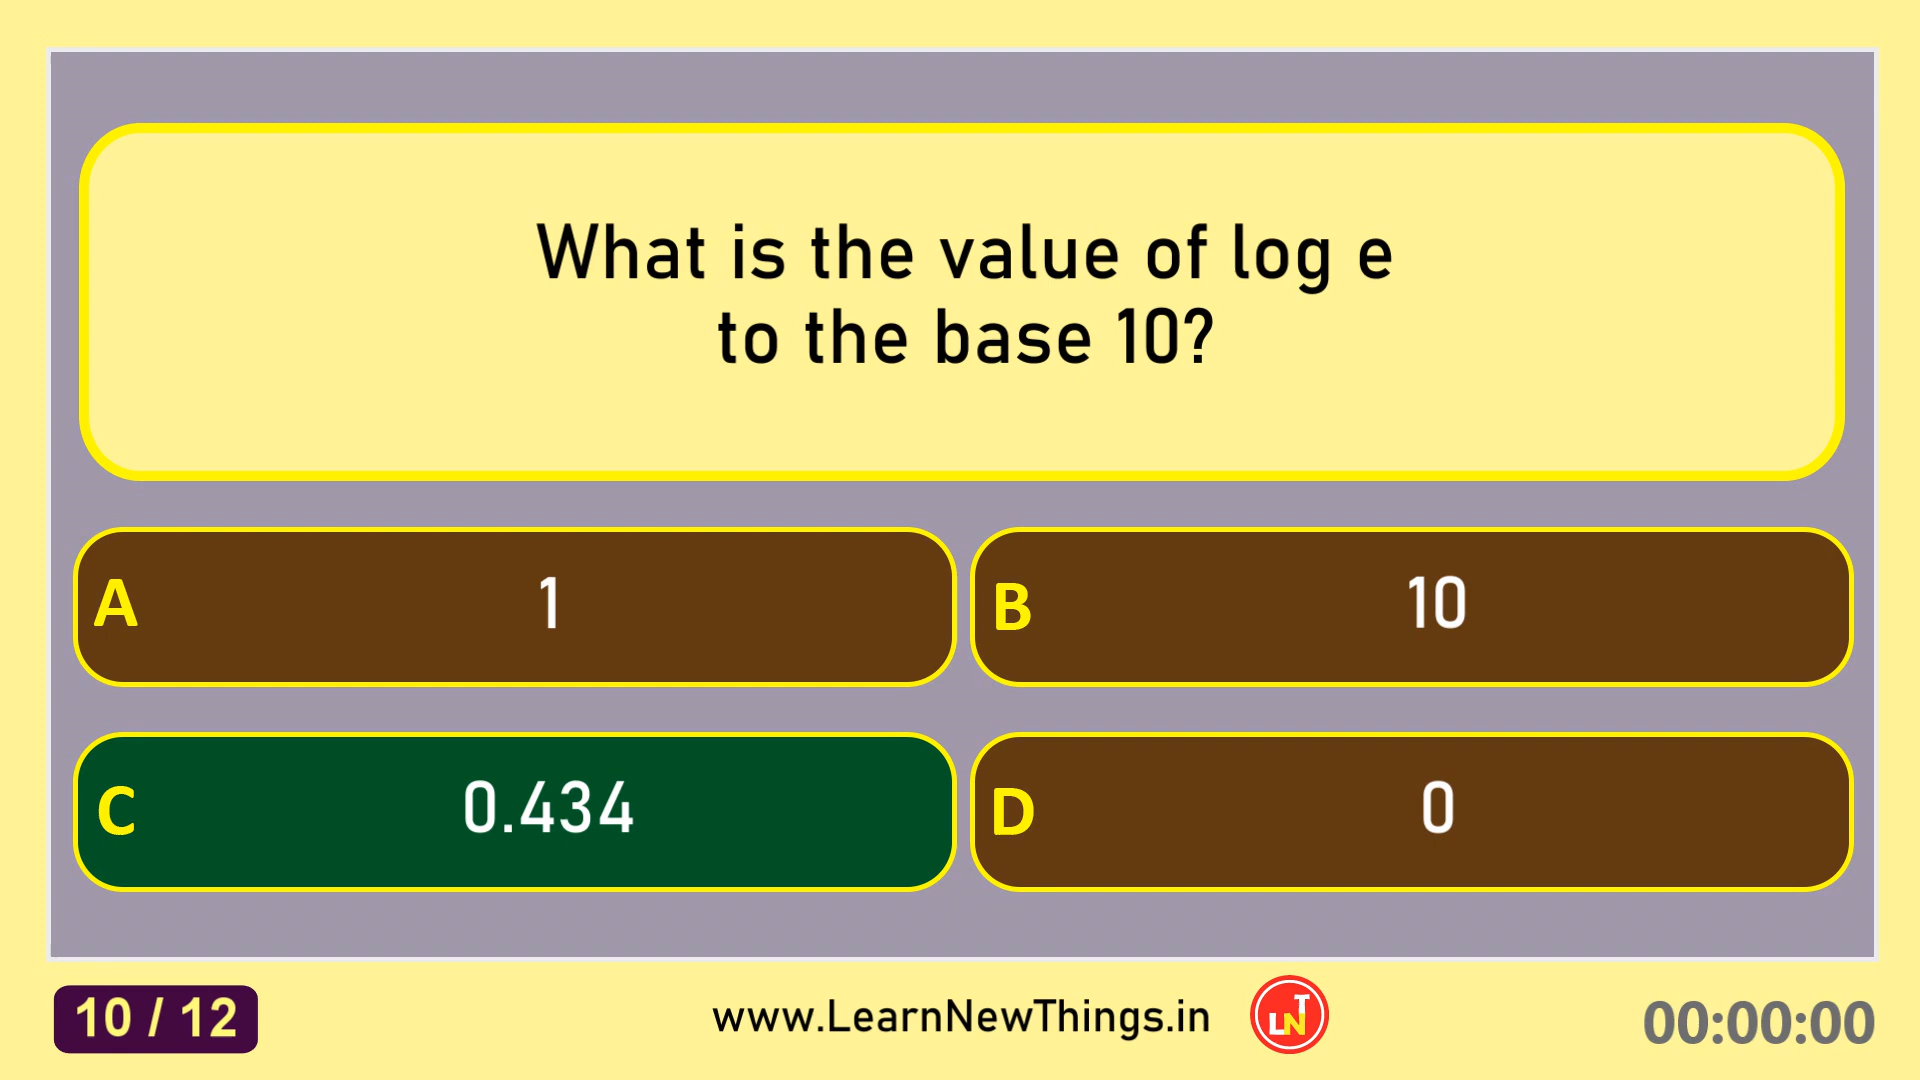 What is the value of log e
to the base 10?
A 1
B 10
C 0.434
D 0
10 / 12
www.LearnNewThings.in
LNT
00:00:00